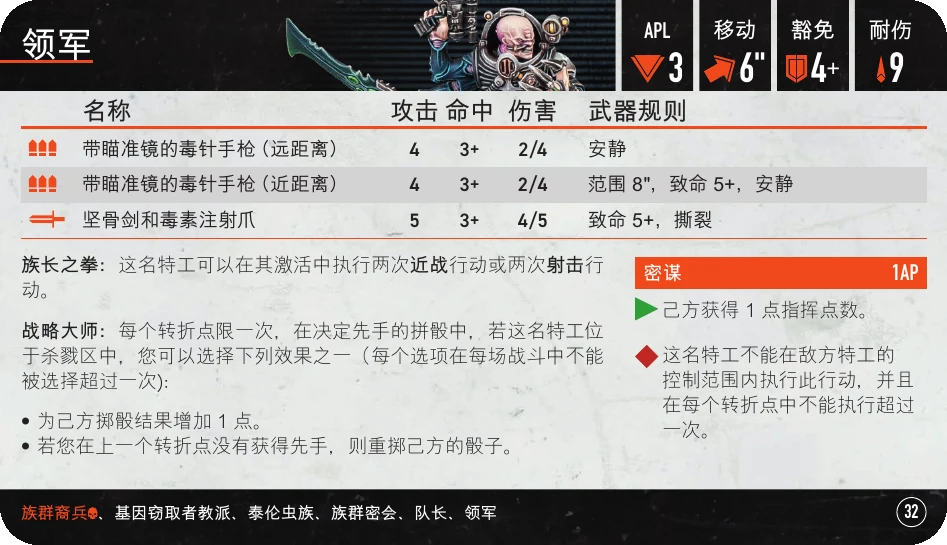 领军
APL 移动 豁免 耐伤
3 6" 4+ 9
名称 攻击 命中 伤害 武器规则
带瞄准镜的毒针手枪（远距离） 4 3+ 2/4 安静
带瞄准镜的毒针手枪（近距离） 4 3+ 2/4 范围 8"，致命 5+，安静
坚骨剑和毒素注射爪 5 3+ 4/5 致命 5+，撕裂
族长之拳：这名特工可以在其激活中执行两次近战行动或两次射击行
动。
战略大师：每个转折点限一次，在决定先手的拼骰中，若这名特工位
于杀戮区中，您可以选择下列效果之一（每个选项在每场战斗中不能
被选择超过一次):
• 为己方掷骰结果增加 1 点。
• 若您在上一个转折点没有获得先手，则重掷己方的骰子。
密谋 1AP
己方获得 1 点指挥点数。
这名特工不能在敌方特工的
控制范围内执行此行动，并且
在每个转折点中不能执行超过
一次。
族群裔兵、基因窃取者教派、泰伦虫族、族群密会、队长、领军
32